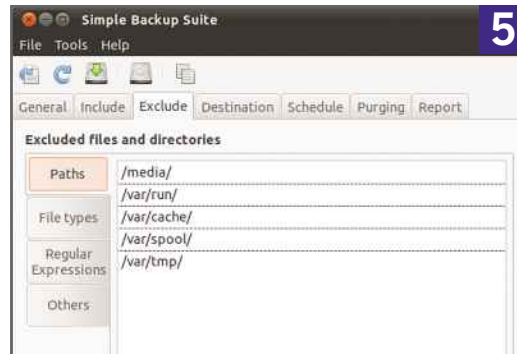 Simple Backup Suite
5
File Tools Help
General Include Exclude Destination Schedule Purging Report
Excluded files and directories
Paths
File types
Regular
Expressions
Others
/media/
/var/run/
/var/cache/
/var/spool/
/var/tmp/